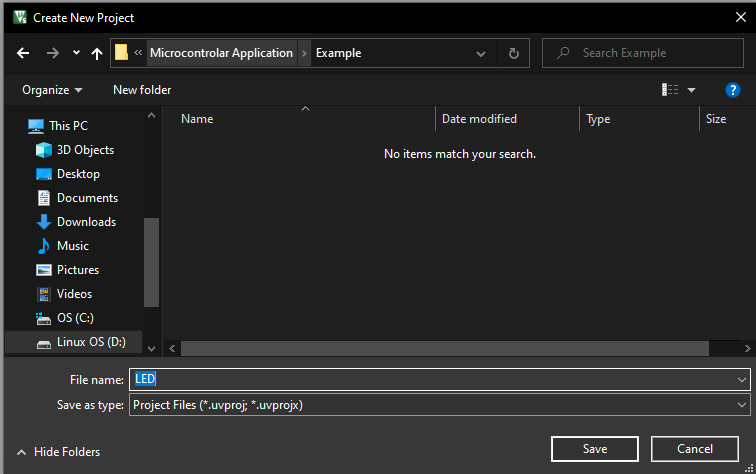 Create New Project
« Microcontrolar Application › Example
Search Example
Organize
New folder
?
Name
Date modified
Type
Size
No items match your search.
This PC
3D Objects
Desktop
Documents
Downloads
Music
Pictures
Videos
OS (C:)
Linux OS (D:)
File name: LED
Save as type: Project Files (*.uvproj; *.uvprojx)
Hide Folders
Save
Cancel